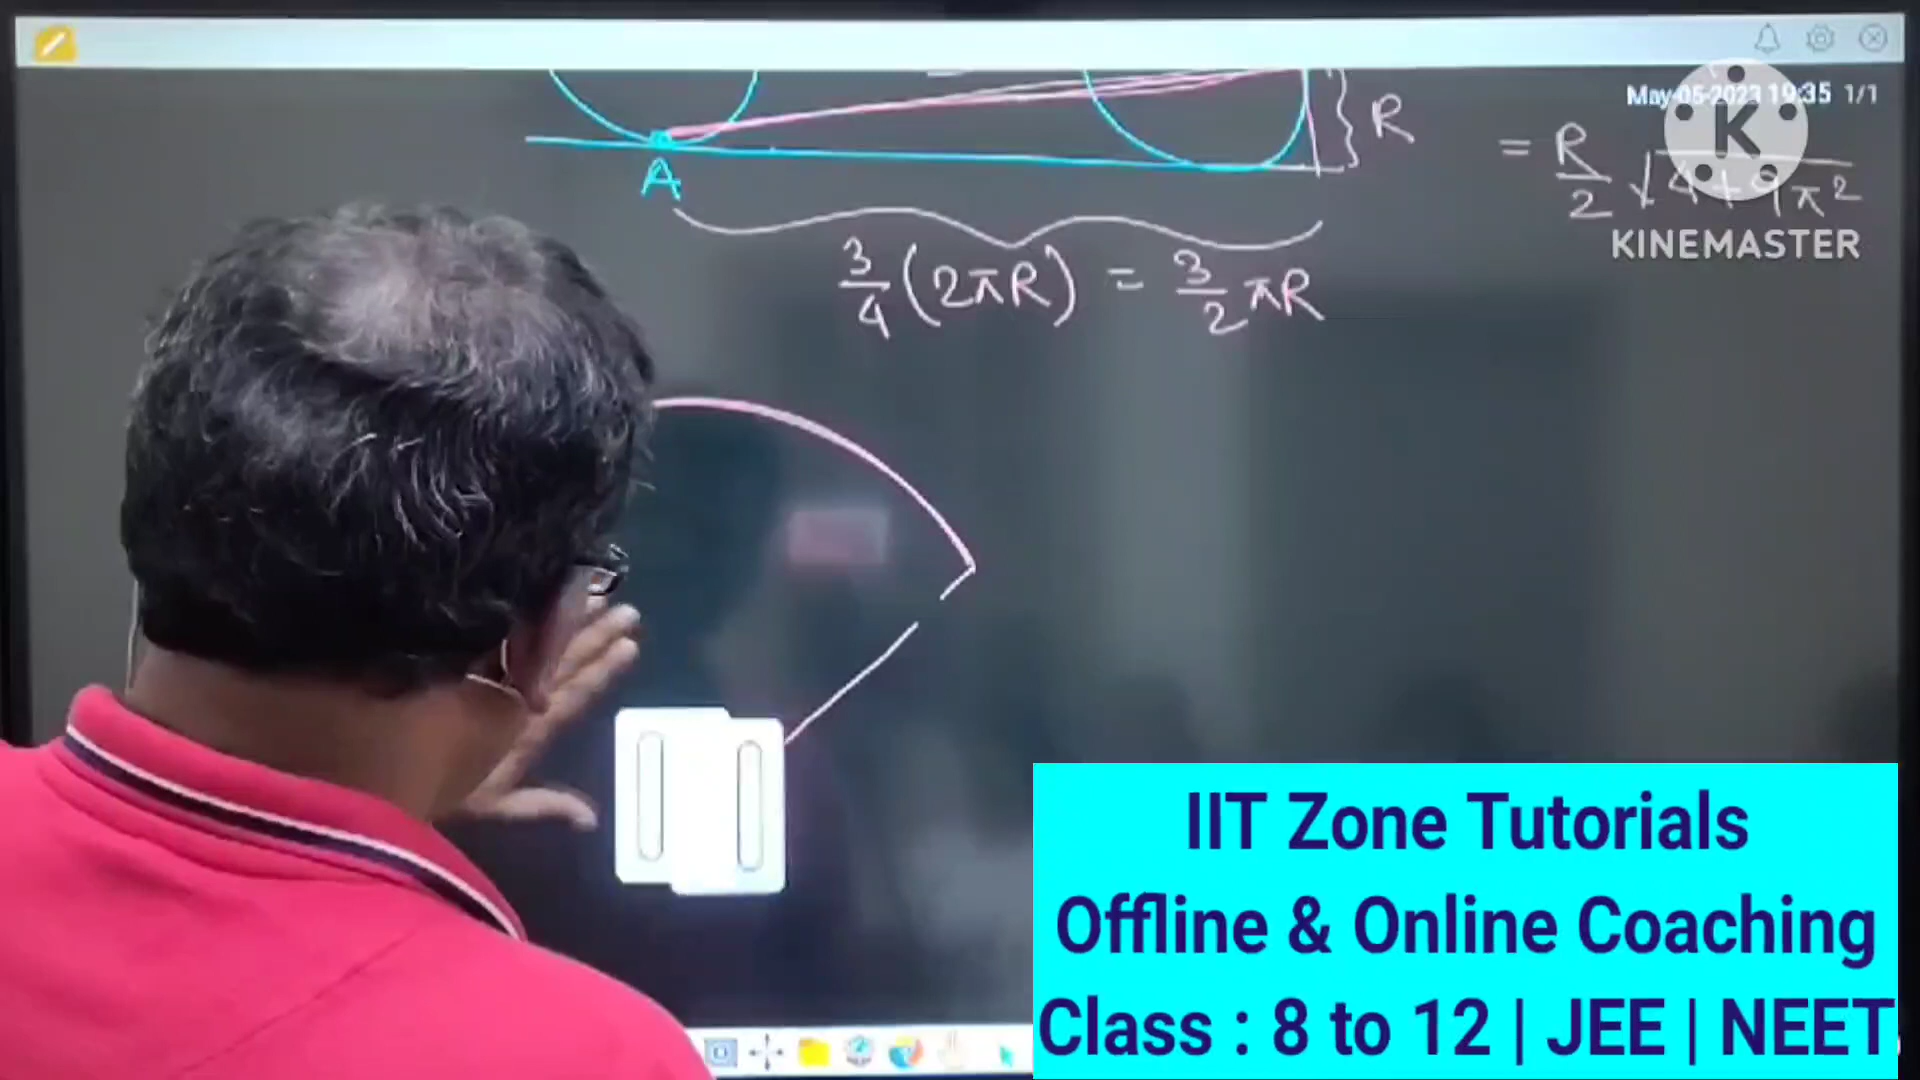 May-05-2023 19:35 1/1
R
= R/2 √4+9π²
KINEMASTER
A
3/4 (2πR) = 3/2 πR
IIT Zone Tutorials
Offline & Online Coaching
Class : 8 to 12 | JEE | NEET